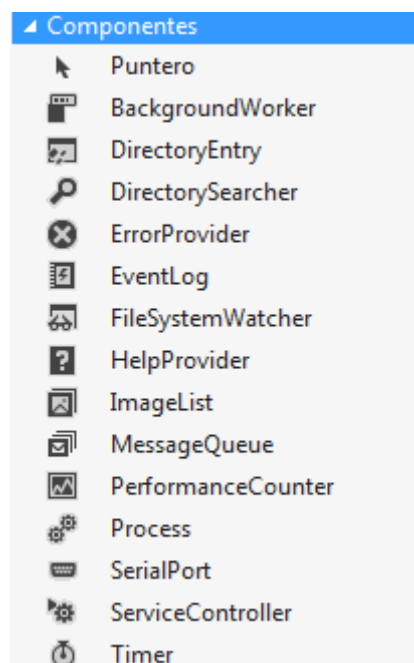 Componentes
Puntero
BackgroundWorker
DirectoryEntry
DirectorySearcher
ErrorProvider
EventLog
FileSystemWatcher
HelpProvider
ImageList
MessageQueue
PerformanceCounter
Process
SerialPort
ServiceController
Timer